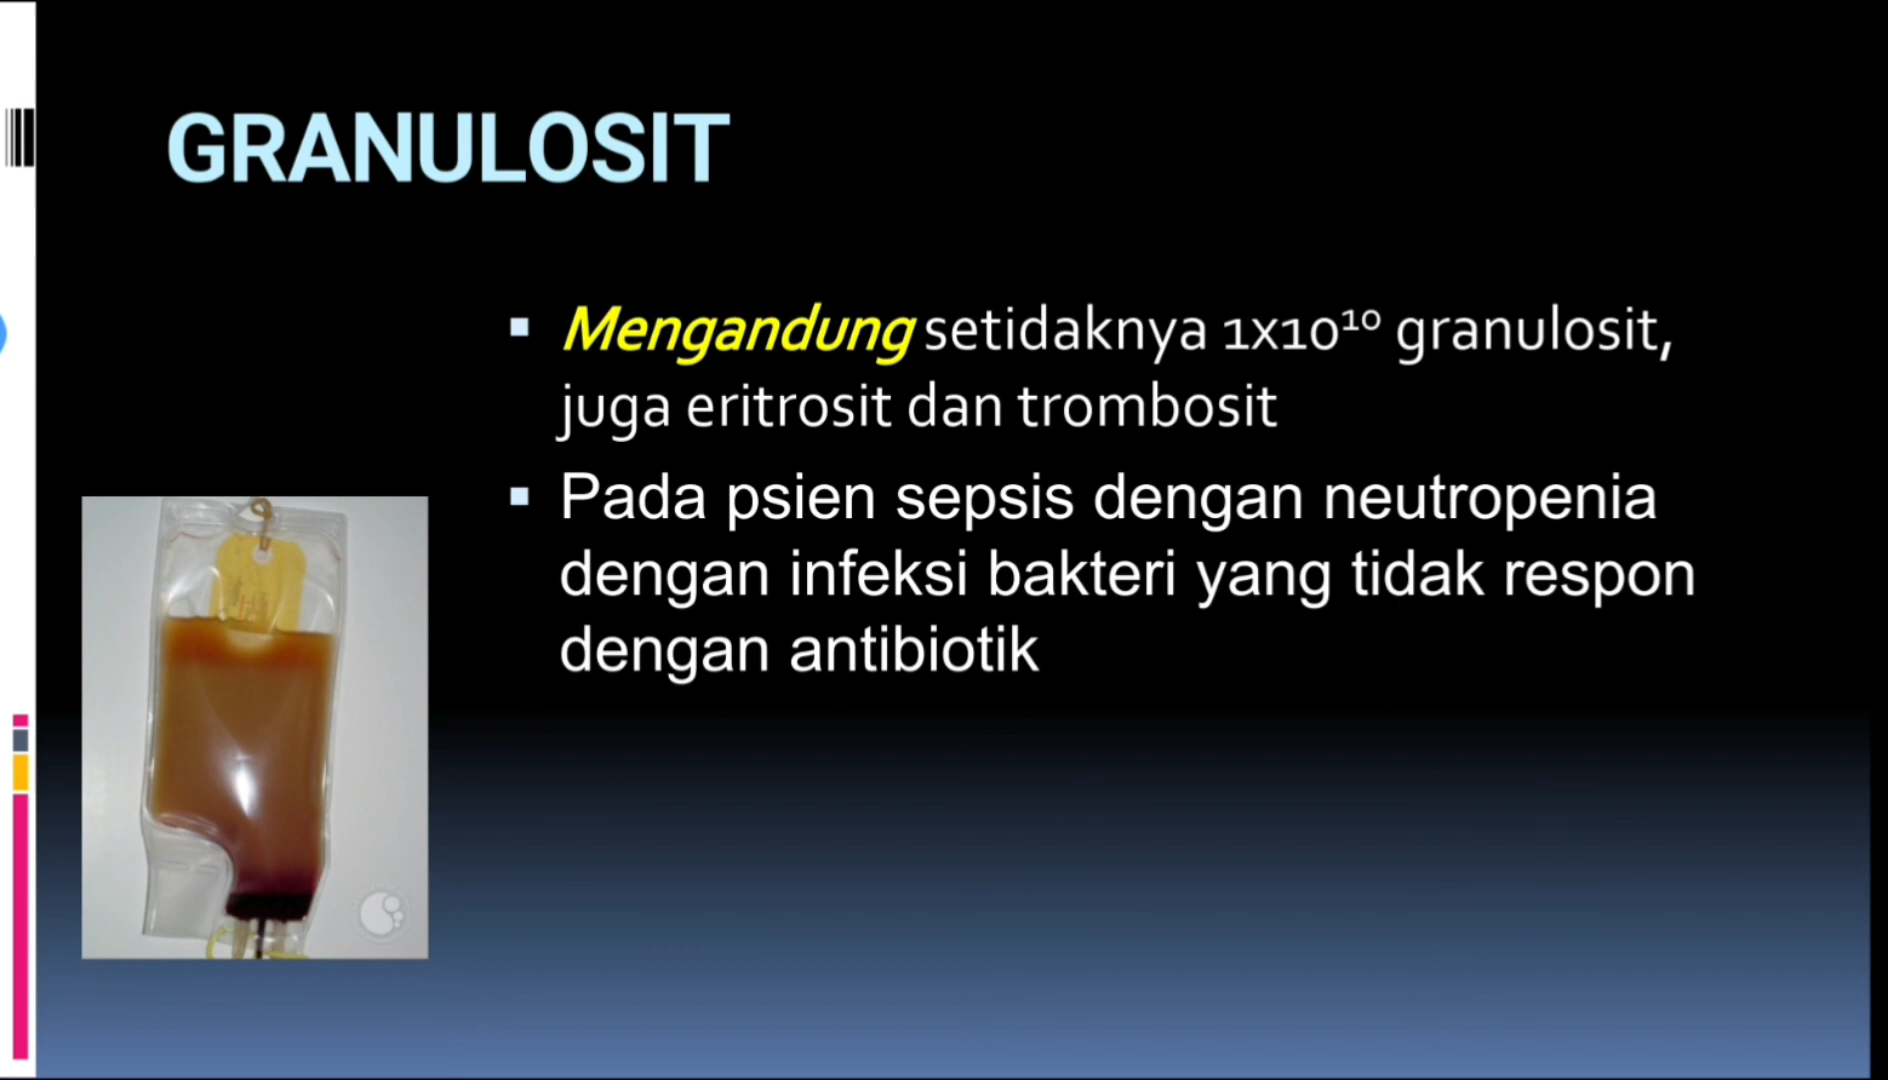 GRANULOSIT
Mengandung setidaknya 1x10¹⁰ granulosit,
juga eritrosit dan trombosit
Pada psien sepsis dengan neutropenia
dengan infeksi bakteri yang tidak respon
dengan antibiotik